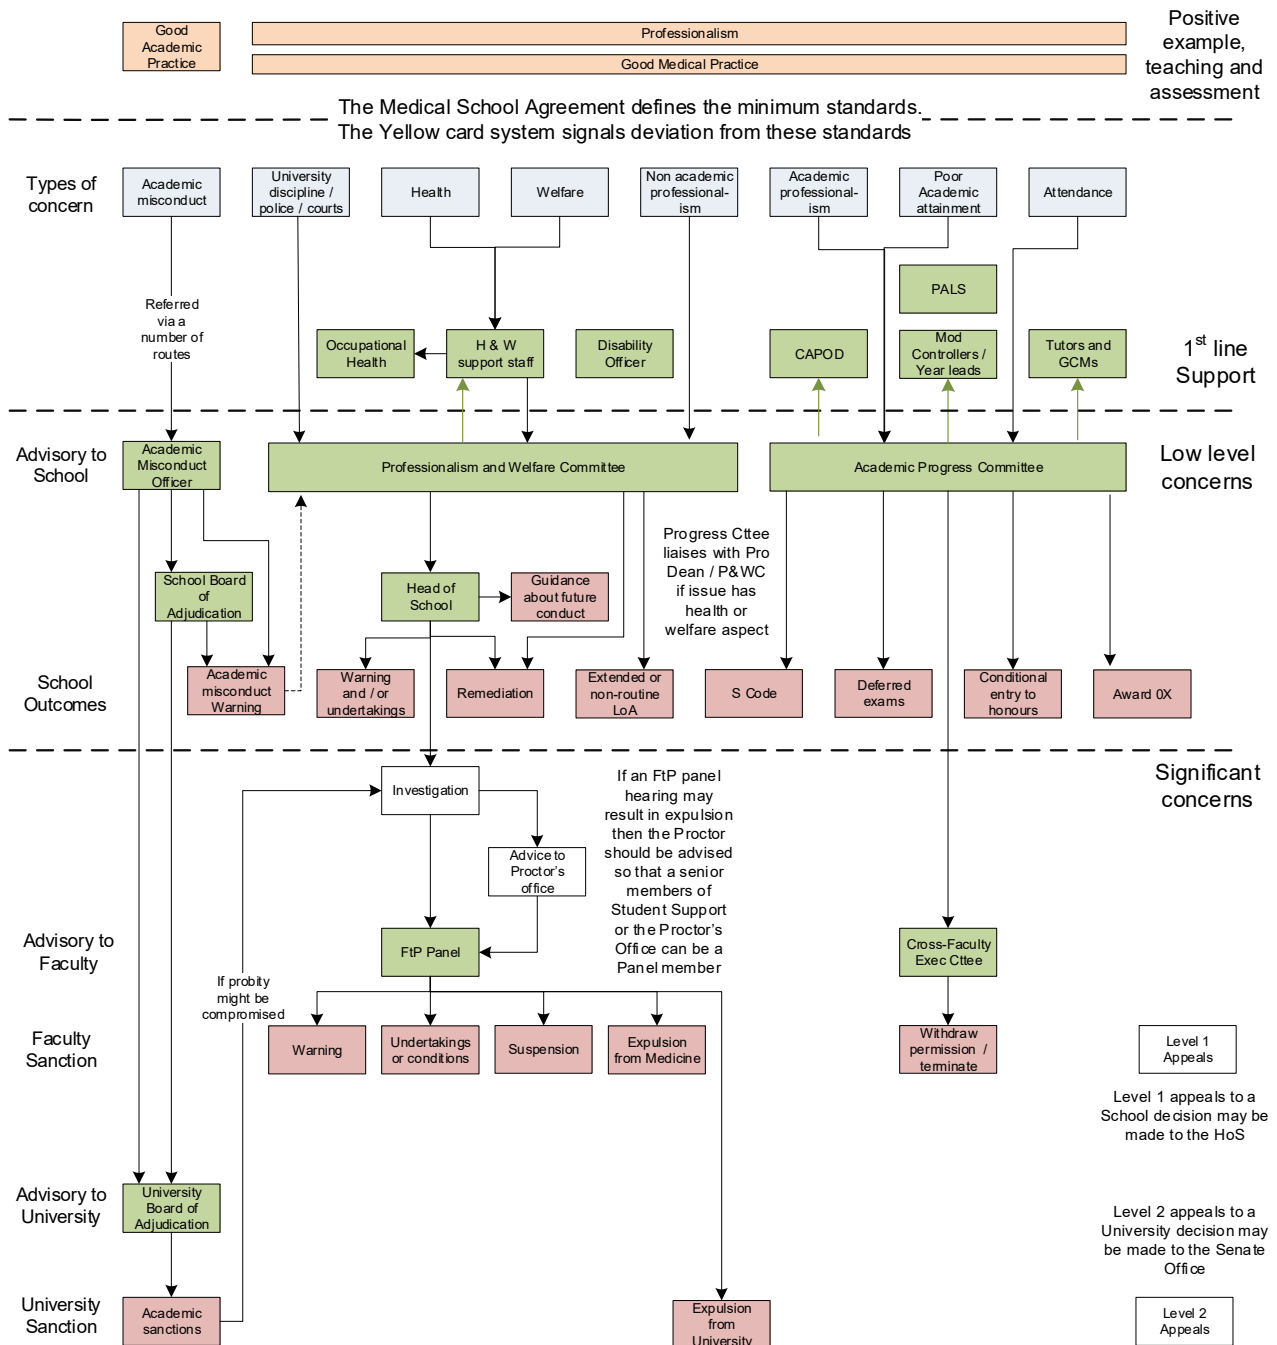 Good
Academic
Practice
Professionalism
Good Medical Practice
Positive
example,
teaching and
assessment
The Medical School Agreement defines the minimum standards.
The Yellow card system signals deviation from these standards
Types of
concern
Academic
misconduct
University
discipline /
police / courts
Health
Welfare
Non academic
professional-
ism
Academic
professional-
ism
Poor
Academic
attainment
Attendance
Referred
via a
number of
routes
PALS
Occupational
Health
H & W
support staff
Disability
Officer
CAPOD
Mod
Controllers /
Year leads
Tutors and
GCMs
1st line
Support
Advisory to
School
Academic
Misconduct
Officer
Professionalism and Welfare Committee
Academic Progress Committee
Low level
concerns
Progress Cttee
liaises with Pro
Dean / P&WC
if issue has
health or
welfare aspect
School Board
of
Adjudication
Head of
School
Guidance
about future
conduct
School
Outcomes
Academic
misconduct
Warning
Warning
and / or
undertakings
Remediation
Extended or
non-routine
LoA
S Code
Deferred
exams
Conditional
entry to
honours
Award 0X
Significant
concerns
Investigation
If an FtP panel
hearing may
result in expulsion
then the Proctor
should be advised
so that a senior
members of
Student Support
or the Proctor's
Office can be a
Panel member
Advice to
Proctor's
office
Advisory to
Faculty
FtP Panel
Cross-Faculty
Exec Cttee
If probity
might be
compromised
Faculty
Sanction
Warning
Undertakings
or conditions
Suspension
Expulsion
from Medicine
Withdraw
permission /
terminate
Level 1
Appeals
Level 1 appeals to a
School decision may be
made to the HoS
Advisory to
University
University
Board of
Adjudication
Level 2 appeals to a
University decision may
be made to the Senate
Office
University
Sanction
Academic
sanctions
Expulsion
from
University
Level 2
Appeals